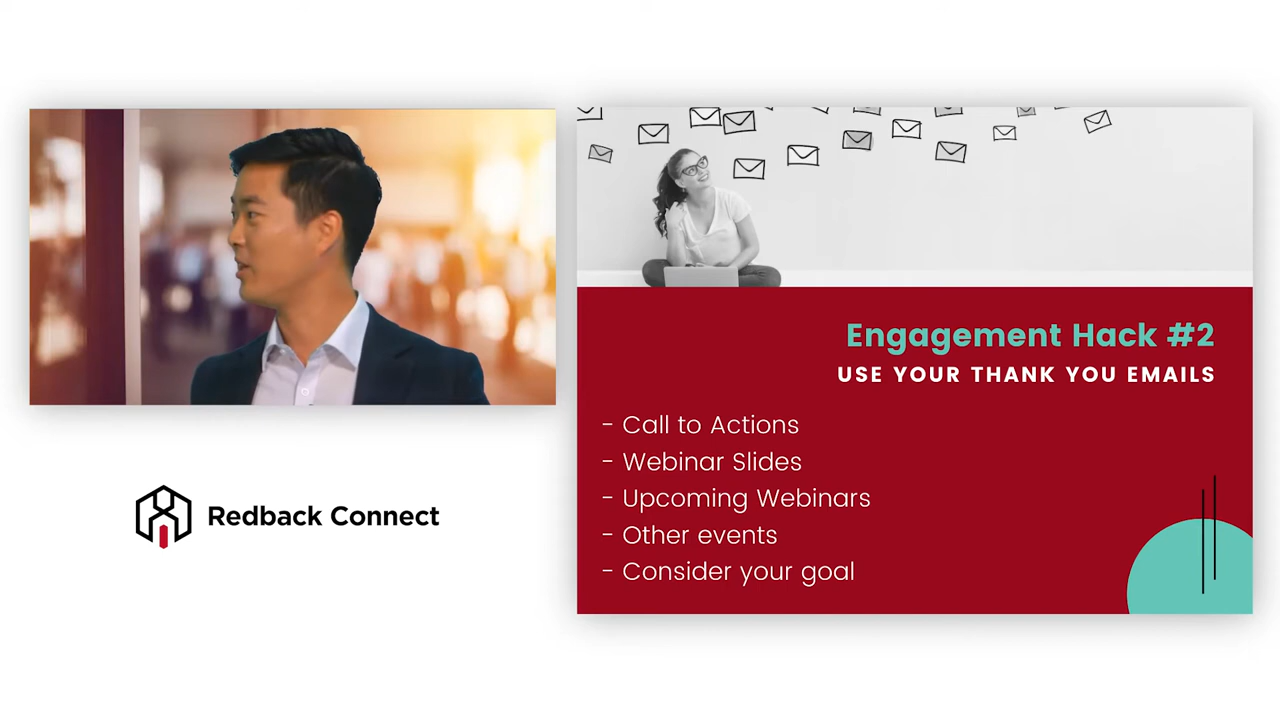 Redback Connect
Engagement Hack #2
USE YOUR THANK YOU EMAILS
- Call to Actions
- Webinar Slides
- Upcoming Webinars
- Other events
- Consider your goal